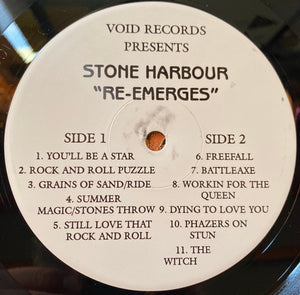 VOID RECORDS
PRESENTS
STONE HARBOUR
"RE-EMERGES"
SIDE 1
1. YOU'LL BE A STAR
2. ROCK AND ROLL PUZZLE
3. GRAINS OF SAND/RIDE
4. SUMMER
MAGIC/STONES THROW
5. STILL LOVE THAT
ROCK AND ROLL
SIDE 2
6. FREEFALL
7. BATTLEAXE
8. WORKIN FOR THE
QUEEN
9. DYING TO LOVE YOU
10. PHAZERS ON
STUN
11. THE
WITCH